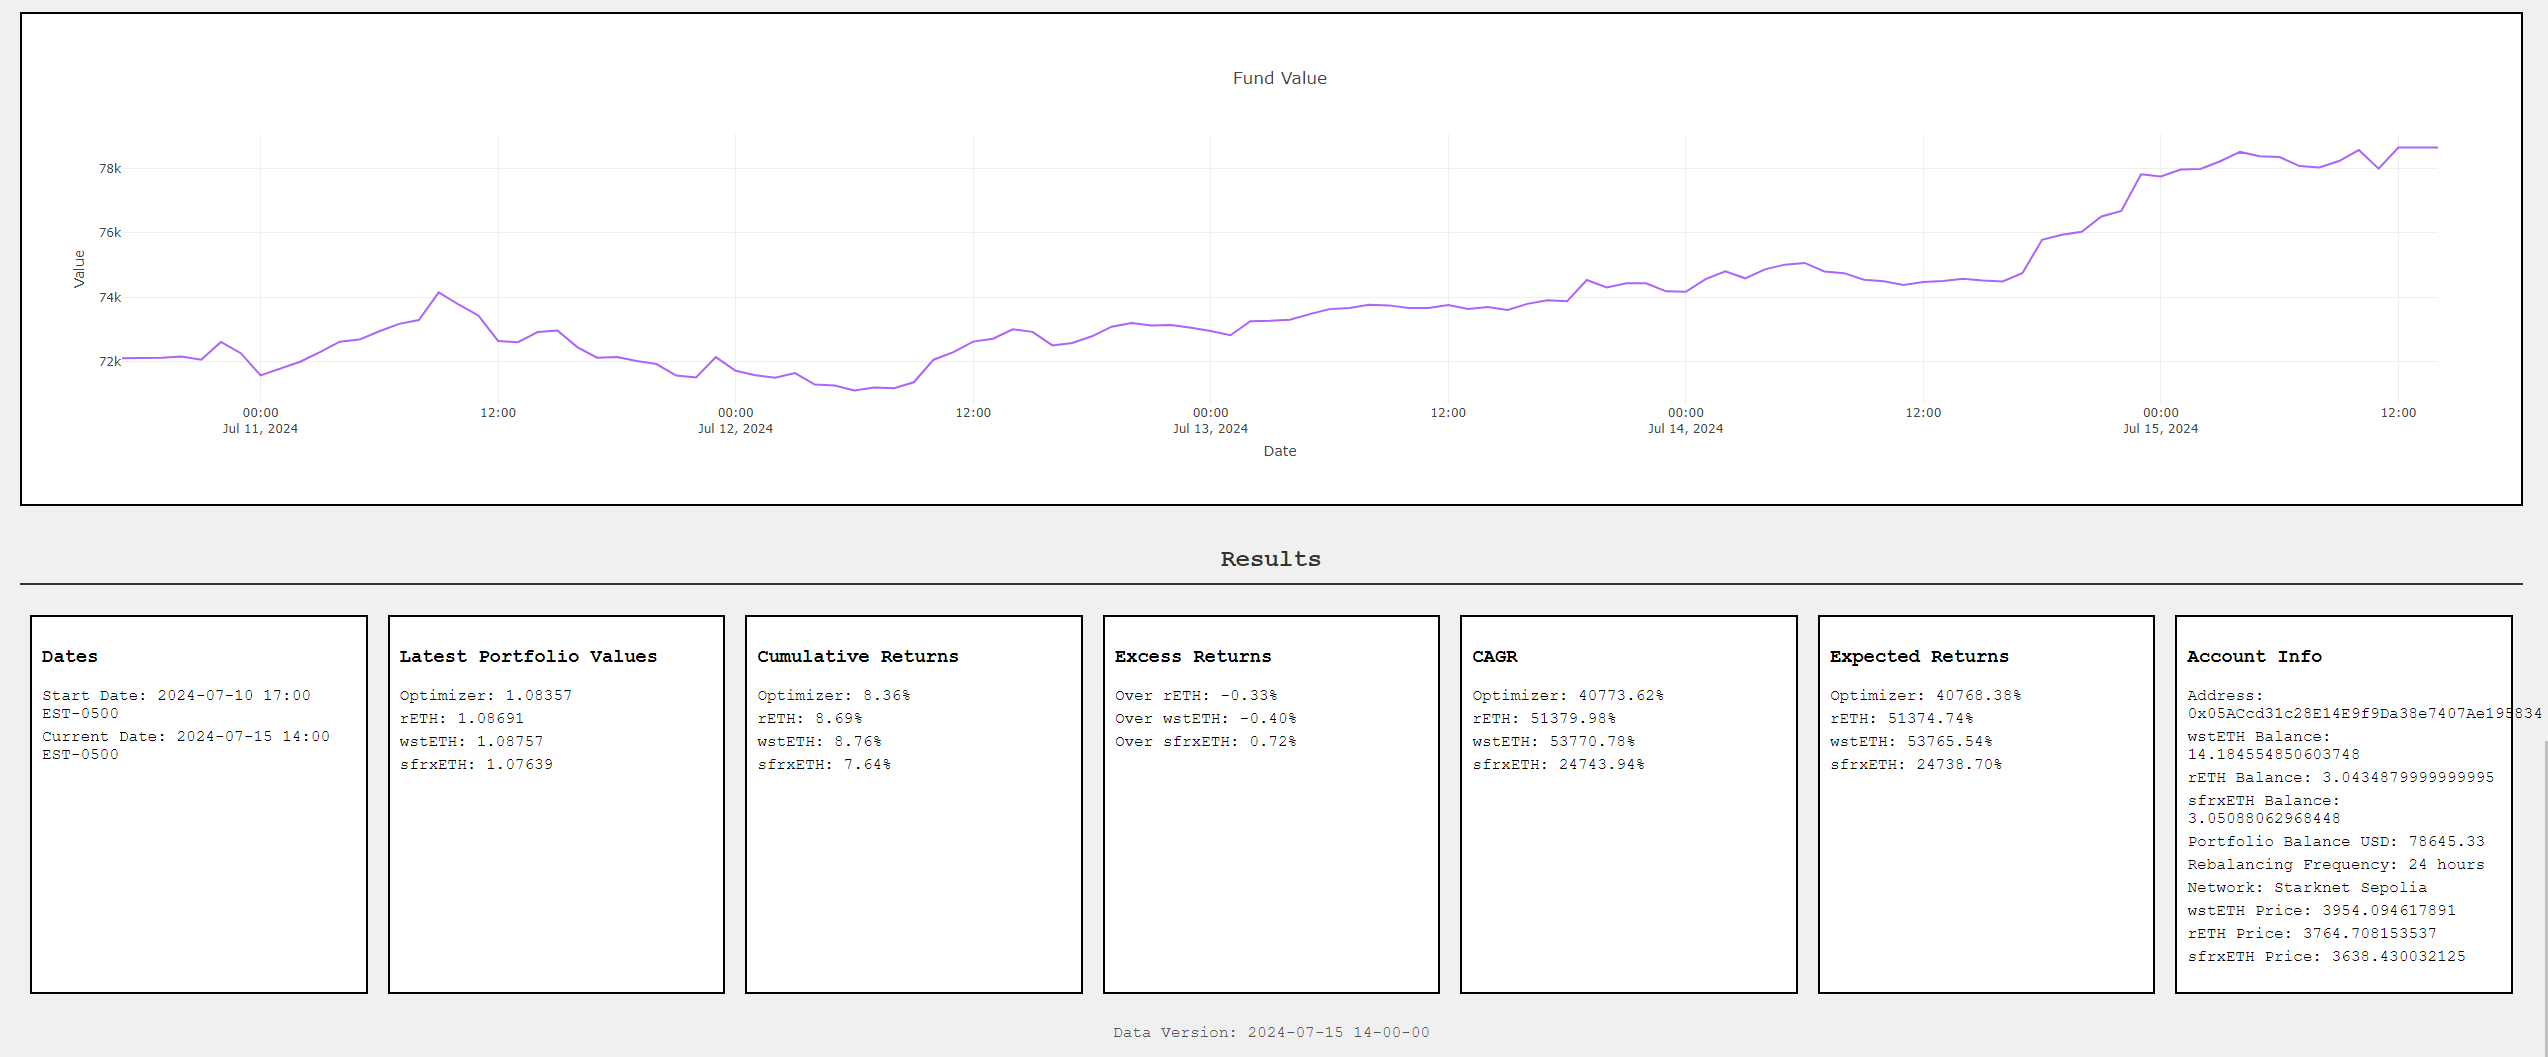 Fund Value
78k
76k
74k
72k
Value
00:00
Jul 11, 2024
12:00
00:00
Jul 12, 2024
12:00
00:00
Jul 13, 2024
12:00
00:00
Jul 14, 2024
12:00
00:00
Jul 15, 2024
12:00
Date
Results
Dates
Start Date: 2024-07-10 17:00
EST-0500
Current Date: 2024-07-15 14:00
EST-0500
Latest Portfolio Values
Optimizer: 1.08357
rETH: 1.08691
wstETH: 1.08757
sfrxETH: 1.07639
Cumulative Returns
Optimizer: 8.36%
rETH: 8.69%
wstETH: 8.76%
sfrxETH: 7.64%
Excess Returns
Over rETH: -0.33%
Over wstETH: -0.40%
Over sfrxETH: 0.72%
CAGR
Optimizer: 40773.62%
rETH: 51379.98%
wstETH: 53770.78%
sfrxETH: 24743.94%
Expected Returns
Optimizer: 40768.38%
rETH: 51374.74%
wstETH: 53765.54%
sfrxETH: 24738.70%
Account Info
Address:
0x05ACcd31c28E14E9f9Da38e7407Ae195834
wstETH Balance:
14.184554850603748
rETH Balance: 3.0434879999999995
sfrxETH Balance:
3.05088062968448
Portfolio Balance USD: 78645.33
Rebalancing Frequency: 24 hours
Network: Starknet Sepolia
wstETH Price: 3954.094617891
rETH Price: 3764.708153537
sfrxETH Price: 3638.430032125
Data Version: 2024-07-15 14-00-00